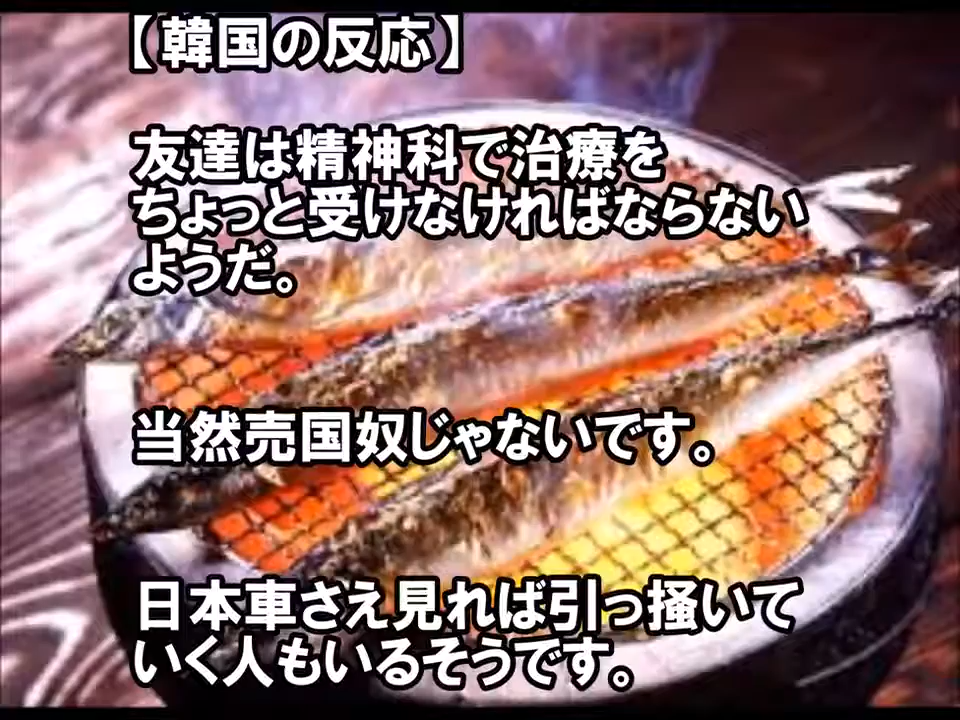 【韓国の反応】
友達は精神科で治療を
ちょっと受けなければならない
ようだ。
当然売国奴じゃないです。
日本車さえ見れば引っ掻いて
いく人もいるそうです。